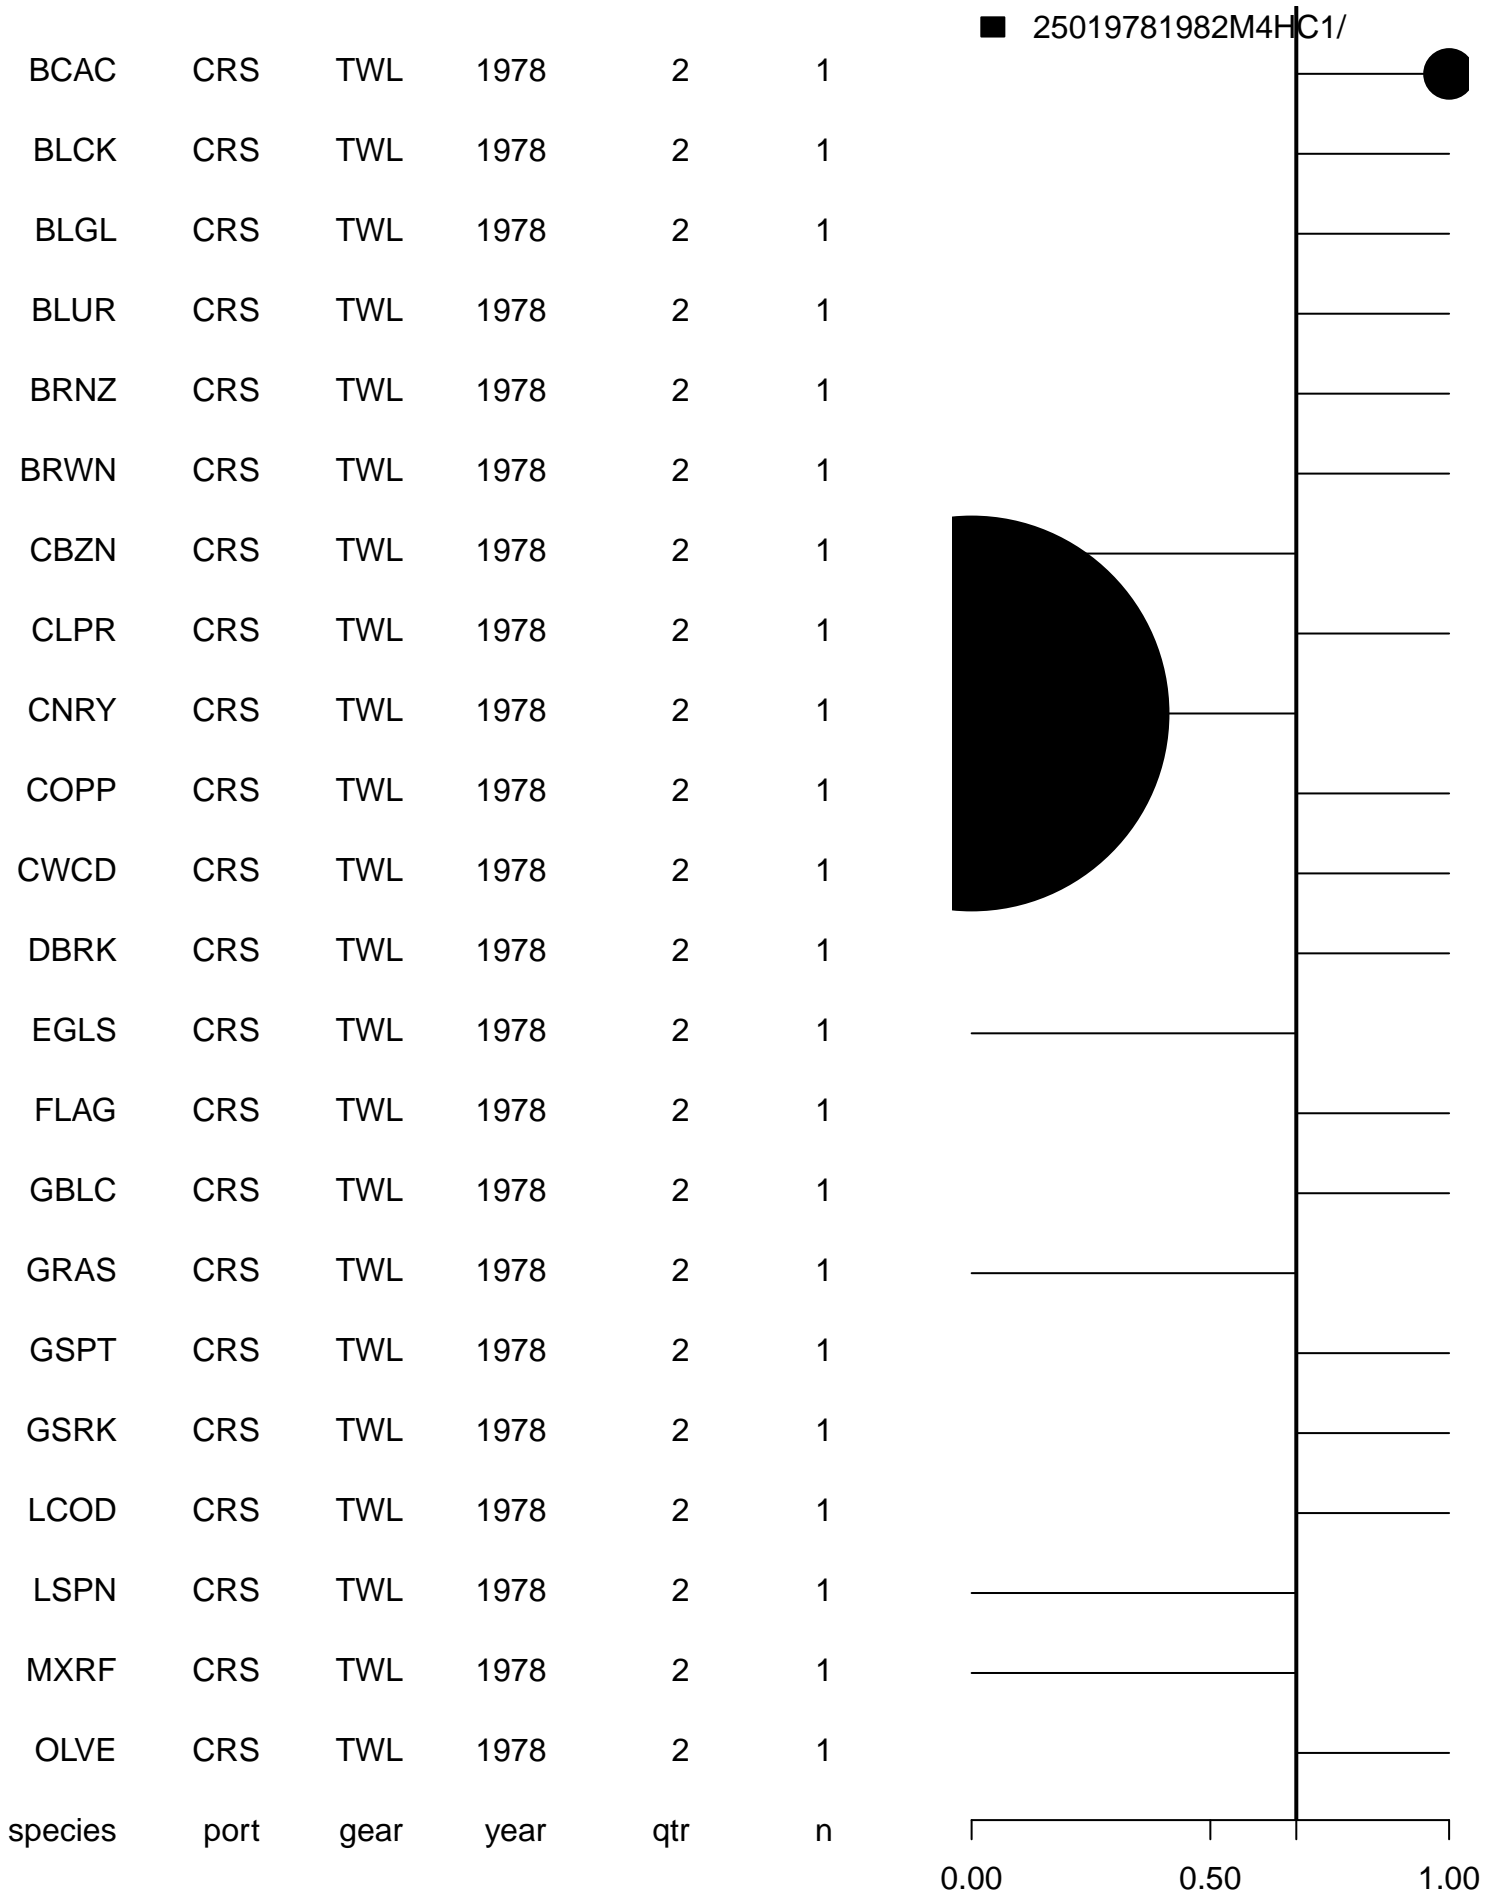 25019781982M4HC1/
BCAC CRS TWL 1978 2 1
BLCK CRS TWL 1978 2 1
BLGL CRS TWL 1978 2 1
BLUR CRS TWL 1978 2 1
BRNZ CRS TWL 1978 2 1
BRWN CRS TWL 1978 2 1
CBZN CRS TWL 1978 2 1
CLPR CRS TWL 1978 2 1
CNRY CRS TWL 1978 2 1
COPP CRS TWL 1978 2 1
CWCD CRS TWL 1978 2 1
DBRK CRS TWL 1978 2 1
EGLS CRS TWL 1978 2 1
FLAG CRS TWL 1978 2 1
GBLC CRS TWL 1978 2 1
GRAS CRS TWL 1978 2 1
GSPT CRS TWL 1978 2 1
GSRK CRS TWL 1978 2 1
LCOD CRS TWL 1978 2 1
LSPN CRS TWL 1978 2 1
MXRF CRS TWL 1978 2 1
OLVE CRS TWL 1978 2 1
species port gear year qtr n
0.00 0.50 1.00